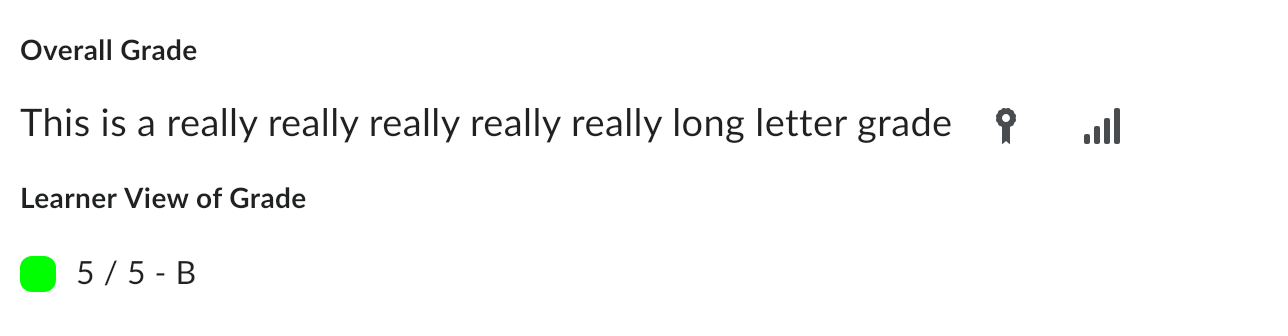 Overall Grade
This is a really really really really really long letter grade
Learner View of Grade
5 / 5 - B